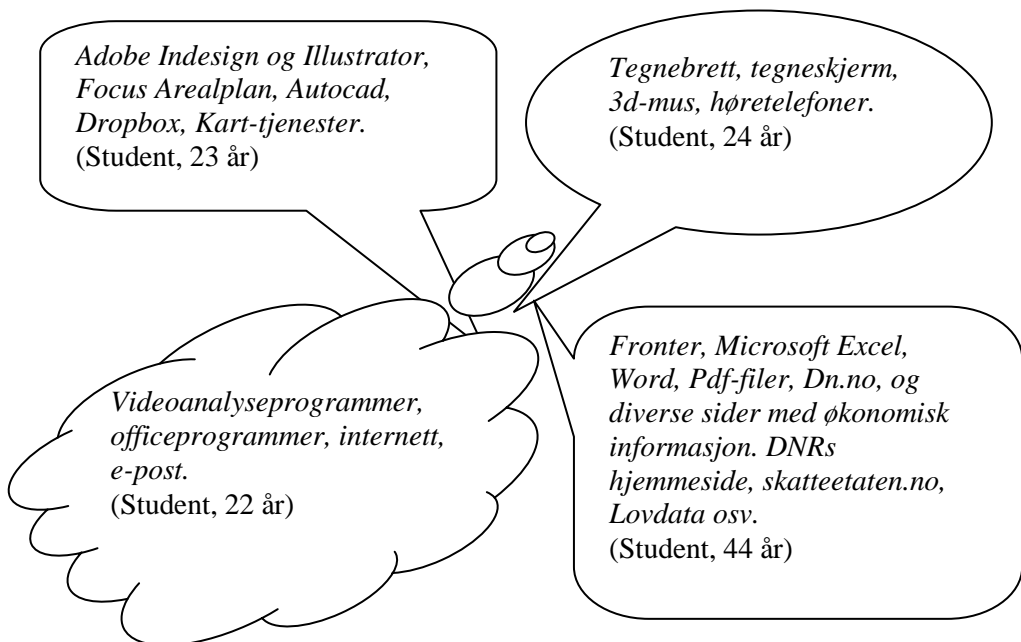 Adobe Indesign og Illustrator,
Focus Arealplan, Autocad,
Dropbox, Kart-tjenester.
(Student, 23 år)
Tegnebrett, tegneskjerm,
3d-mus, høretelefoner.
(Student, 24 år)
Videoanalyseprogrammer,
officeprogrammer, internett,
e-post.
(Student, 22 år)
Fronter, Microsoft Excel,
Word, Pdf-filer, Dn.no, og
diverse sider med økonomisk
informasjon. DNRs
hjemmeside, skatteetaten.no,
Lovdata osv.
(Student, 44 år)